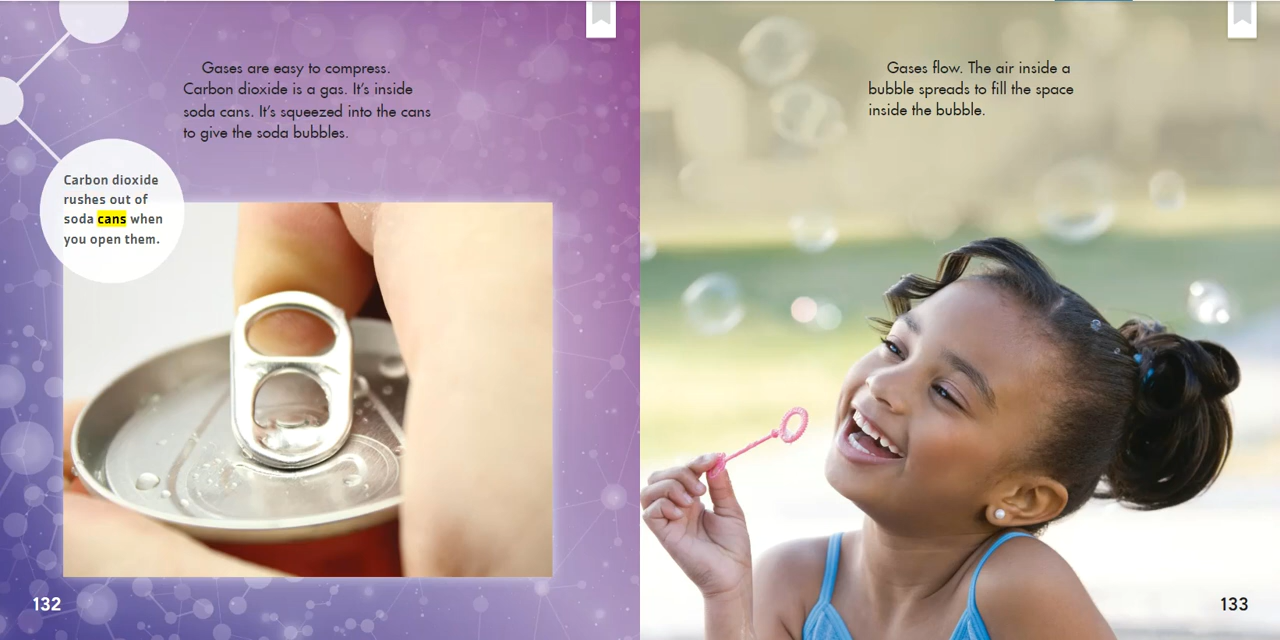 Gases are easy to compress.
Carbon dioxide is a gas. It’s inside
soda cans. It’s squeezed into the cans
to give the soda bubbles.
Carbon dioxide
rushes out of
soda cans when
you open them.
132
Gases flow. The air inside a
bubble spreads to fill the space
inside the bubble.
133